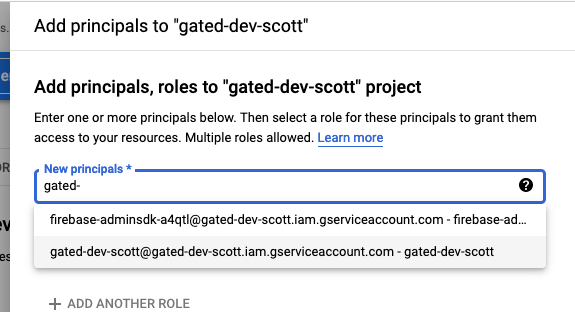 Add principals to "gated-dev-scott"
Add principals, roles to "gated-dev-scott" project
Enter one or more principals below. Then select a role for these principals to grant them
access to your resources. Multiple roles allowed. Learn more
New principals *
gated-
firebase-adminsdk-a4qtl@gated-dev-scott.iam.gserviceaccount.com - firebase-ad...
gated-dev-scott@gated-dev-scott.iam.gserviceaccount.com - gated-dev-scott
ADD ANOTHER ROLE